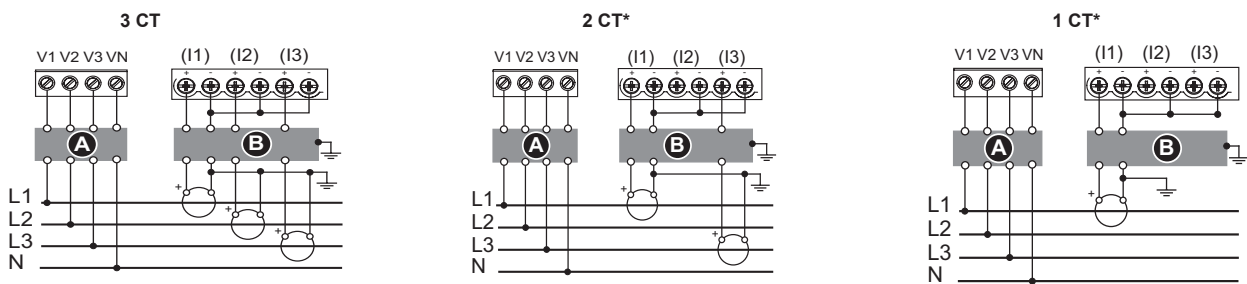 3 CT
V1 V2 V3 VN
(I1) (I2) (I3)
+ - + - + -
A
B
+
L1
+
L2
+
L3
N
2 CT*
V1 V2 V3 VN
(I1) (I2) (I3)
+ - + - + -
A
B
+
L1
L2
+
L3
N
1 CT*
V1 V2 V3 VN
(I1) (I2) (I3)
+ - + - + -
A
B
+
L1
L2
L3
N